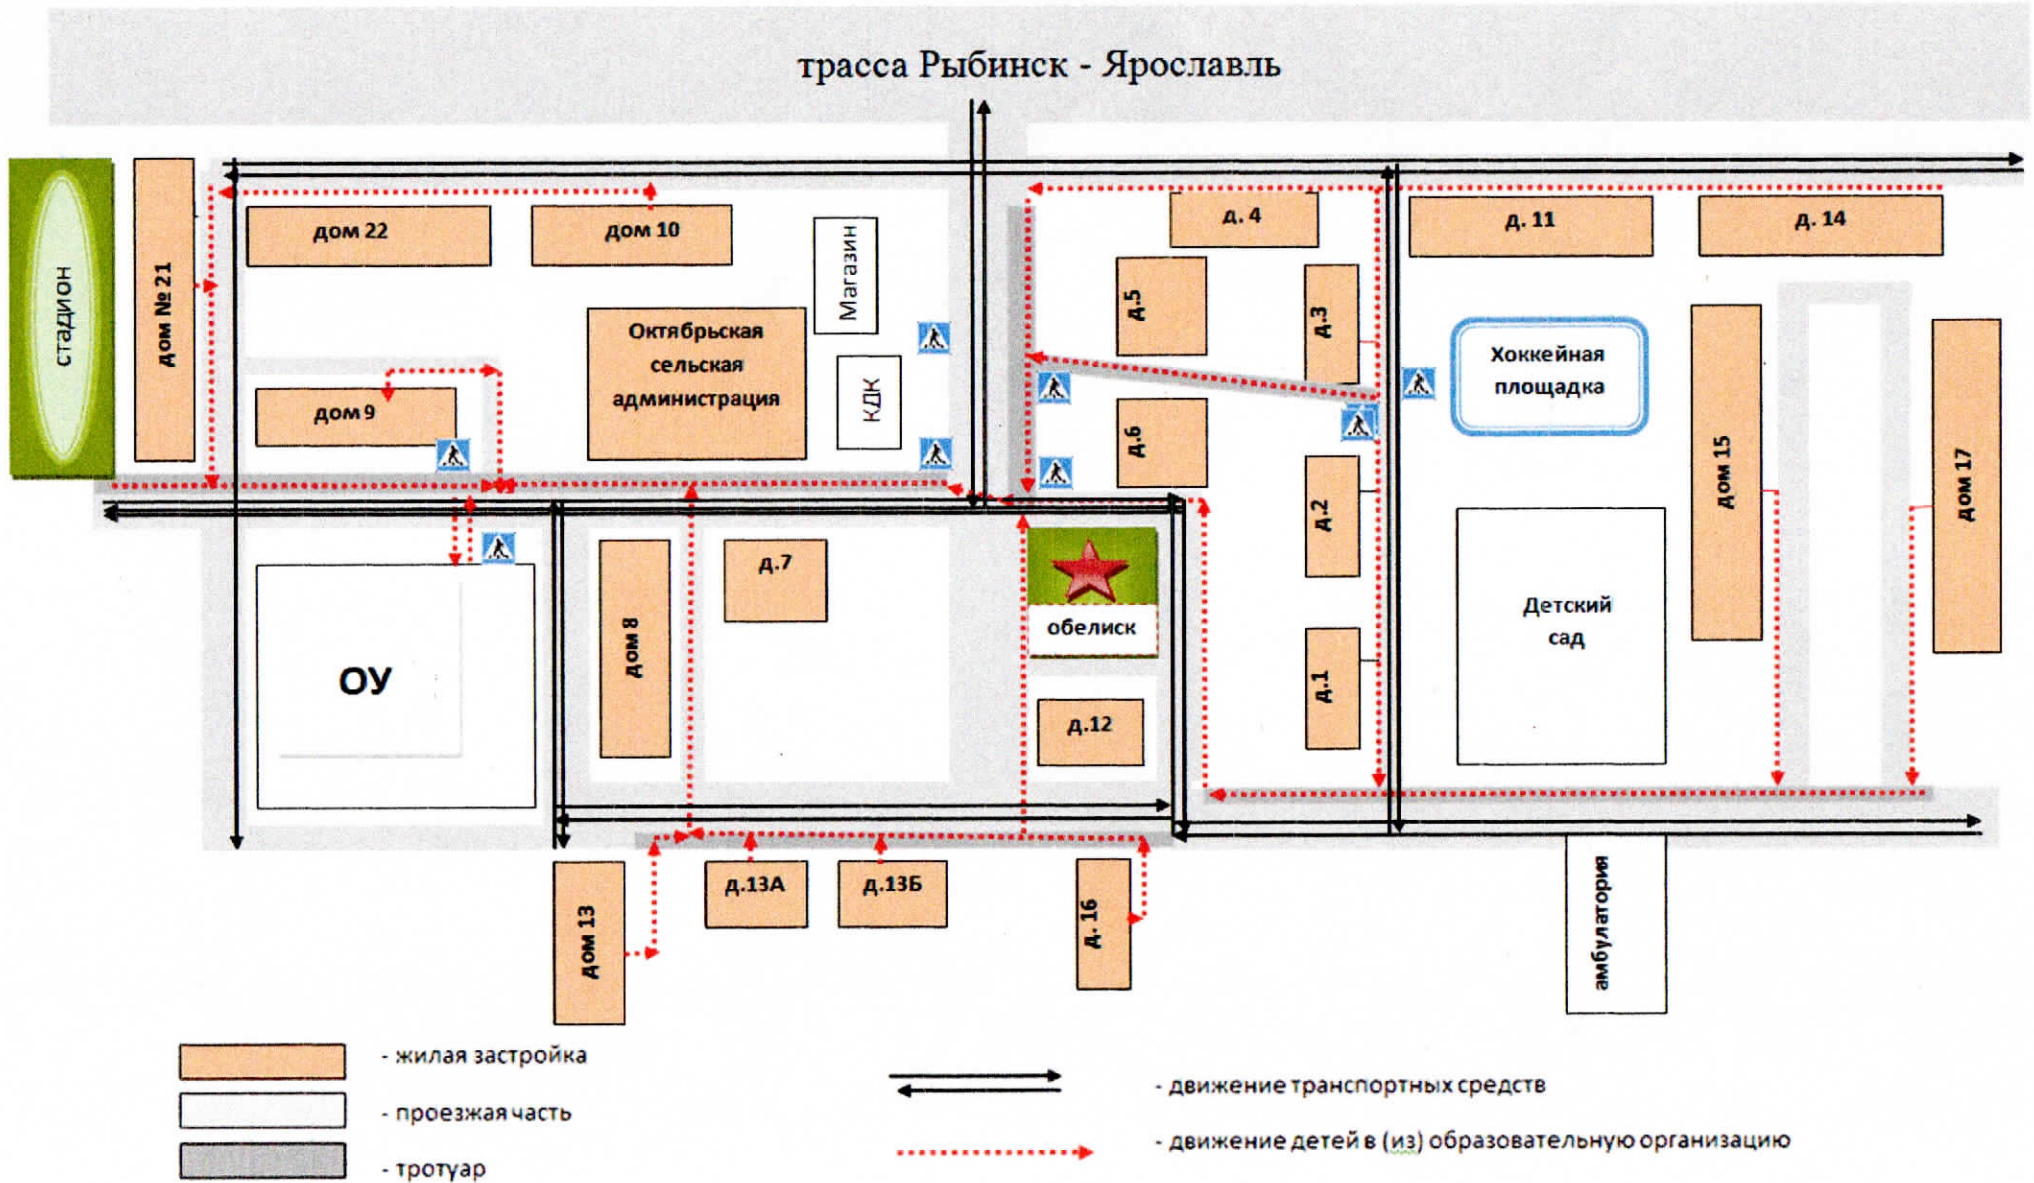 трасса Рыбинск - Ярославль
стадион
дом № 21
дом 22
дом 10
Магазин
д. 4
д. 11
д. 14
д.5
д.3
Октябрьская
сельская
администрация
КДК
дом 9
д.6
Хоккейная
площадка
дом 15
дом 17
д.2
ОУ
дом 8
д.7
обелиск
д.12
д.1
Детский
сад
дом 13
д.13А
д.13Б
д. 16
амбулатория
- жилая застройка
- проезжая часть
- тротуар
- движение транспортных средств
- движение детей в (из) образовательную организацию